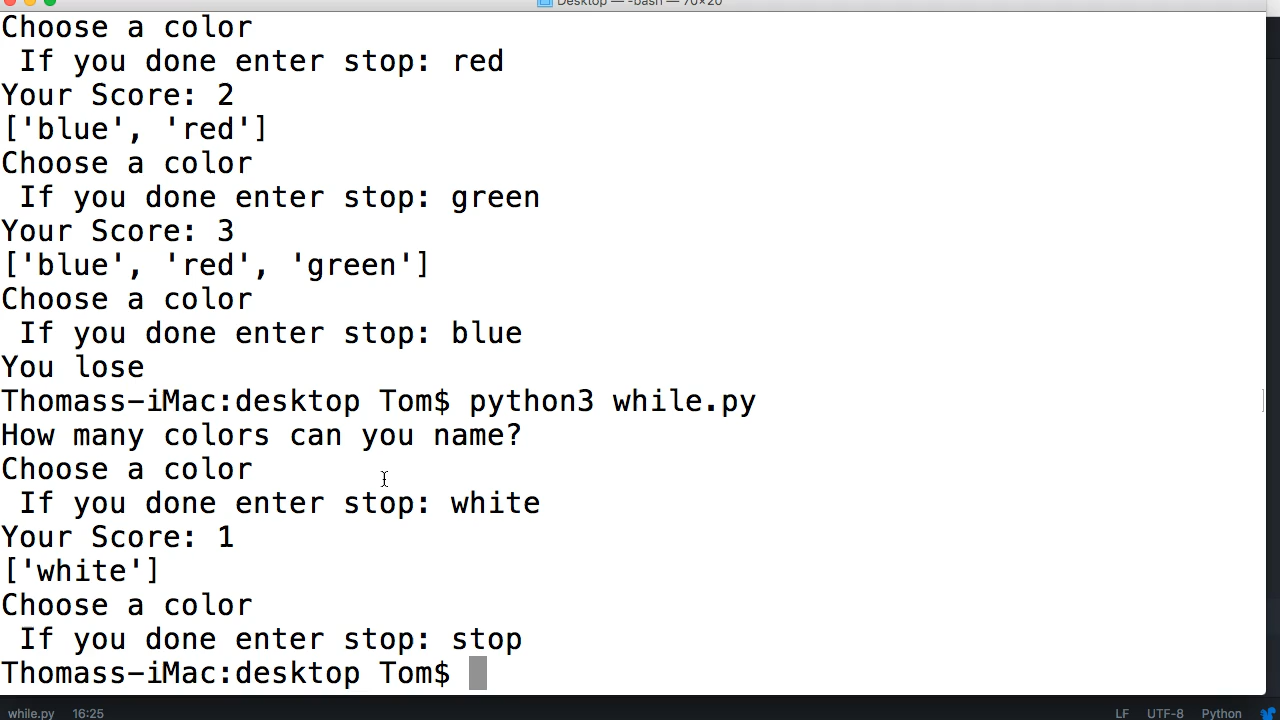 Desktop — -bash — 70×20
Choose a color
If you done enter stop: red
Your Score: 2
['blue', 'red']
Choose a color
If you done enter stop: green
Your Score: 3
['blue', 'red', 'green']
Choose a color
If you done enter stop: blue
You lose
Thomass-iMac:desktop Tom$ python3 while.py
How many colors can you name?
Choose a color
If you done enter stop: white
Your Score: 1
['white']
Choose a color
If you done enter stop: stop
Thomass-iMac:desktop Tom$
while.py 16:25 LF UTF-8 Python